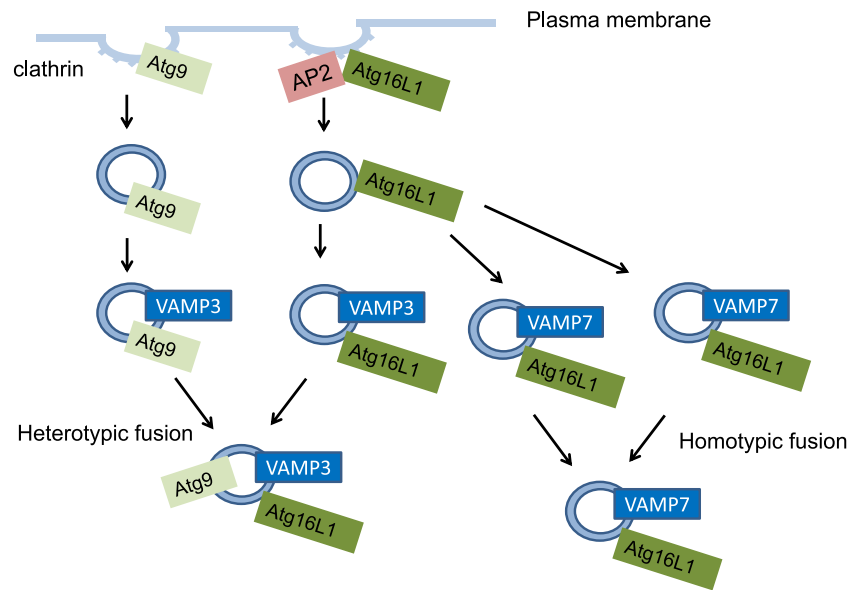 Plasma membrane
clathrin
Atg9
AP2
Atg16L1
Atg9
Atg16L1
VAMP3
Atg9
VAMP3
Atg16L1
VAMP7
Atg16L1
VAMP7
Atg16L1
Heterotypic fusion
Homotypic fusion
Atg9
VAMP3
Atg16L1
VAMP7
Atg16L1